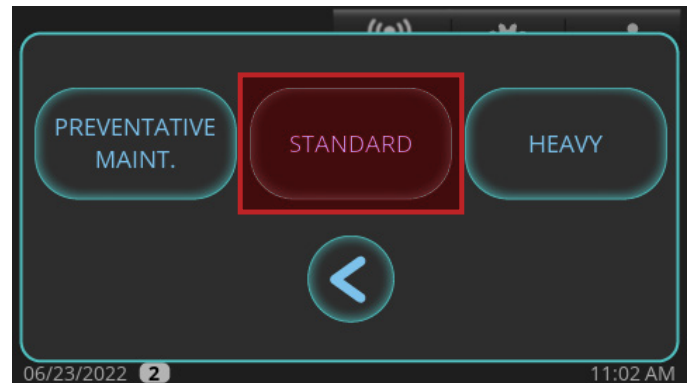 PREVENTATIVE
MAINT.
STANDARD
HEAVY
06/23/2022 2
11:02 AM